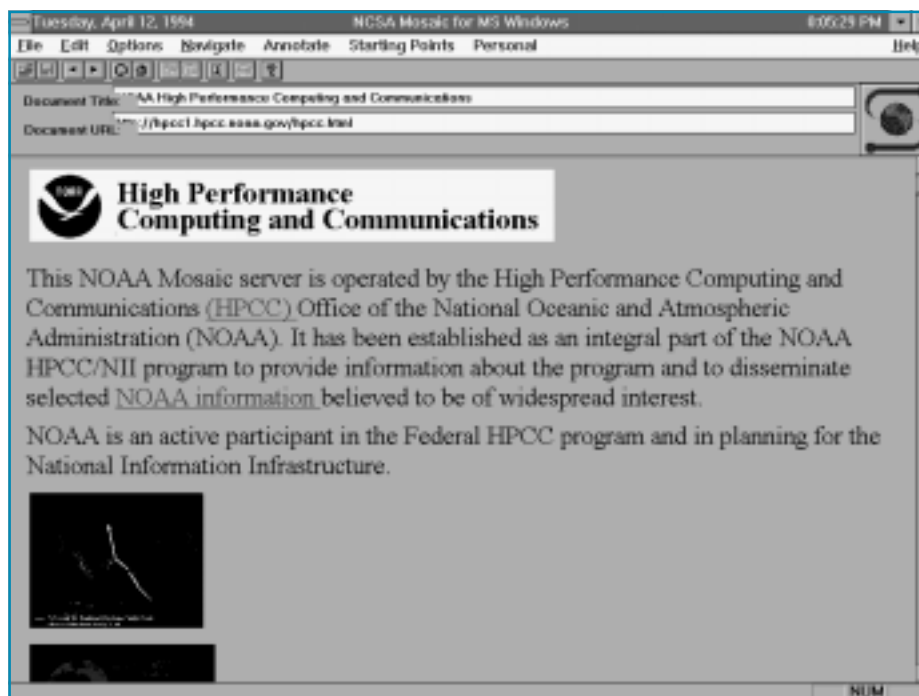 Tuesday, April 12, 1994 NCSA Mosaic for MS Windows 8:05:29 PM
File Edit Options Navigate Annotate Starting Points Personal Help
Document Title: NOAA High Performance Computing and Communications
Document URL: ://hpcc1.hpcc.noaa.gov/hpcc.html
NOAA
High Performance
Computing and Communications
This NOAA Mosaic server is operated by the High Performance Computing and
Communications (HPCC) Office of the National Oceanic and Atmospheric
Administration (NOAA). It has been established as an integral part of the NOAA
HPCC/NII program to provide information about the program and to disseminate
selected NOAA information believed to be of widespread interest.
NOAA is an active participant in the Federal HPCC program and in planning for the
National Information Infrastructure.
NUM